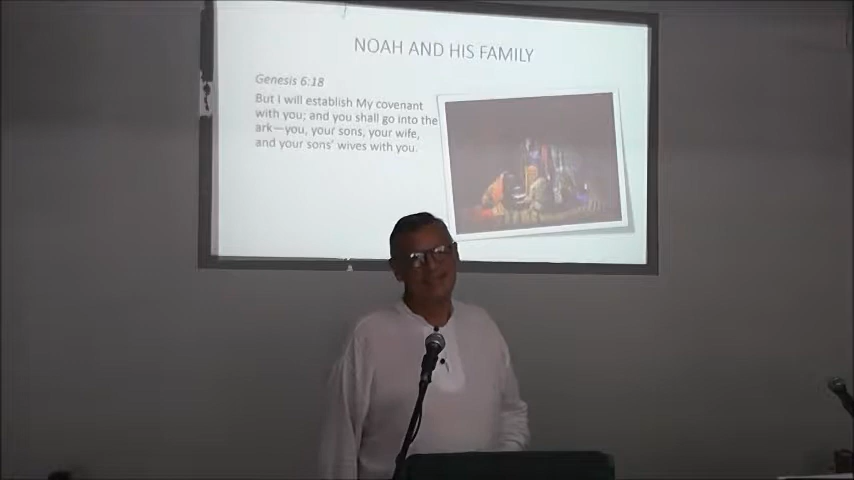 NOAH AND HIS FAMILY
Genesis 6:18
But I will establish My covenant
with you; and you shall go into the
ark—you, your sons, your wife,
and your sons' wives with you.